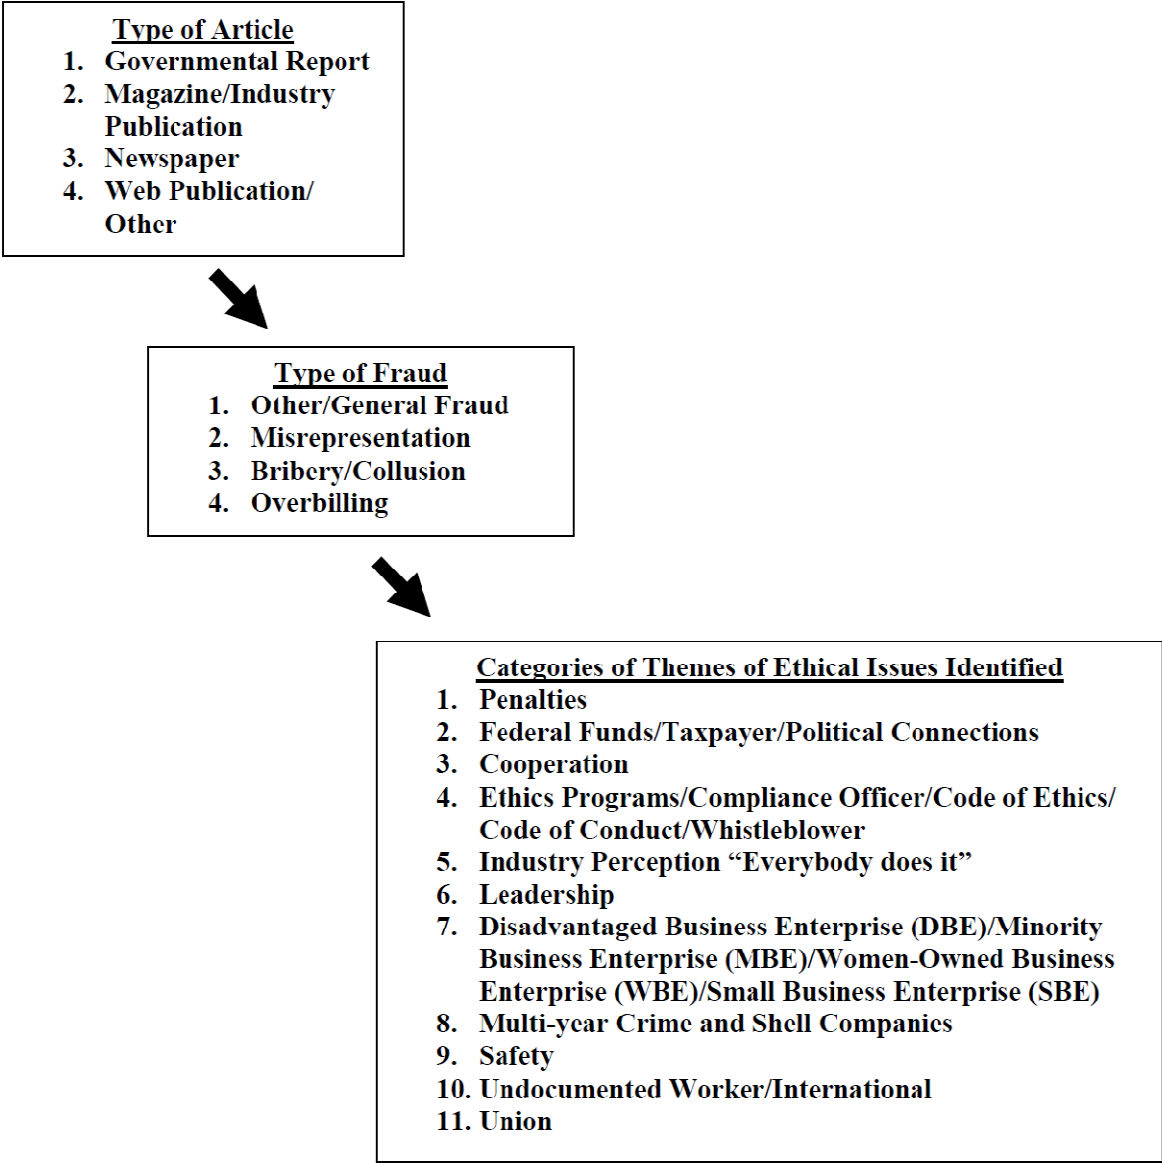 Type of Article
1. Governmental Report
2. Magazine/Industry
Publication
3. Newspaper
4. Web Publication/
Other
Type of Fraud
1. Other/General Fraud
2. Misrepresentation
3. Bribery/Collusion
4. Overbilling
Categories of Themes of Ethical Issues Identified
1. Penalties
2. Federal Funds/Taxpayer/Political Connections
3. Cooperation
4. Ethics Programs/Compliance Officer/Code of Ethics/
Code of Conduct/Whistleblower
5. Industry Perception “Everybody does it”
6. Leadership
7. Disadvantaged Business Enterprise (DBE)/Minority
Business Enterprise (MBE)/Women-Owned Business
Enterprise (WBE)/Small Business Enterprise (SBE)
8. Multi-year Crime and Shell Companies
9. Safety
10. Undocumented Worker/International
11. Union